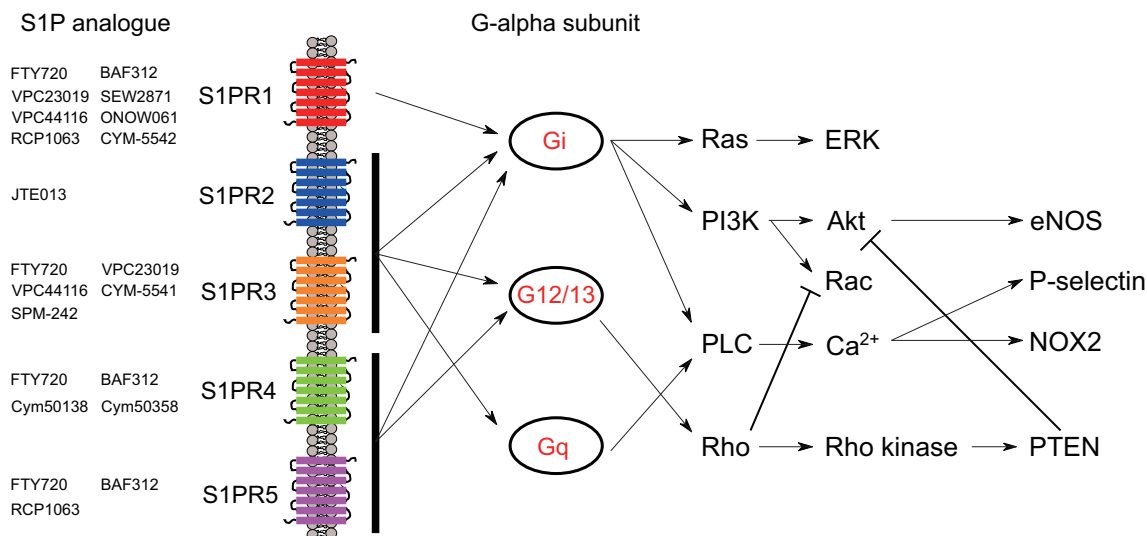 S1P analogue
G-alpha subunit
FTY720 BAF312
VPC23019 SEW2871
VPC44116 ONOW061
RCP1063 CYM-5542
S1PR1
JTE013
S1PR2
FTY720 VPC23019
VPC44116 CYM-5541
SPM-242
S1PR3
FTY720 BAF312
Cym50138 Cym50358
S1PR4
FTY720 BAF312
RCP1063
S1PR5
Gi
G12/13
Gq
Ras ERK
PI3K Akt eNOS
Rac P-selectin
PLC Ca²⁺ NOX2
Rho Rho kinase PTEN